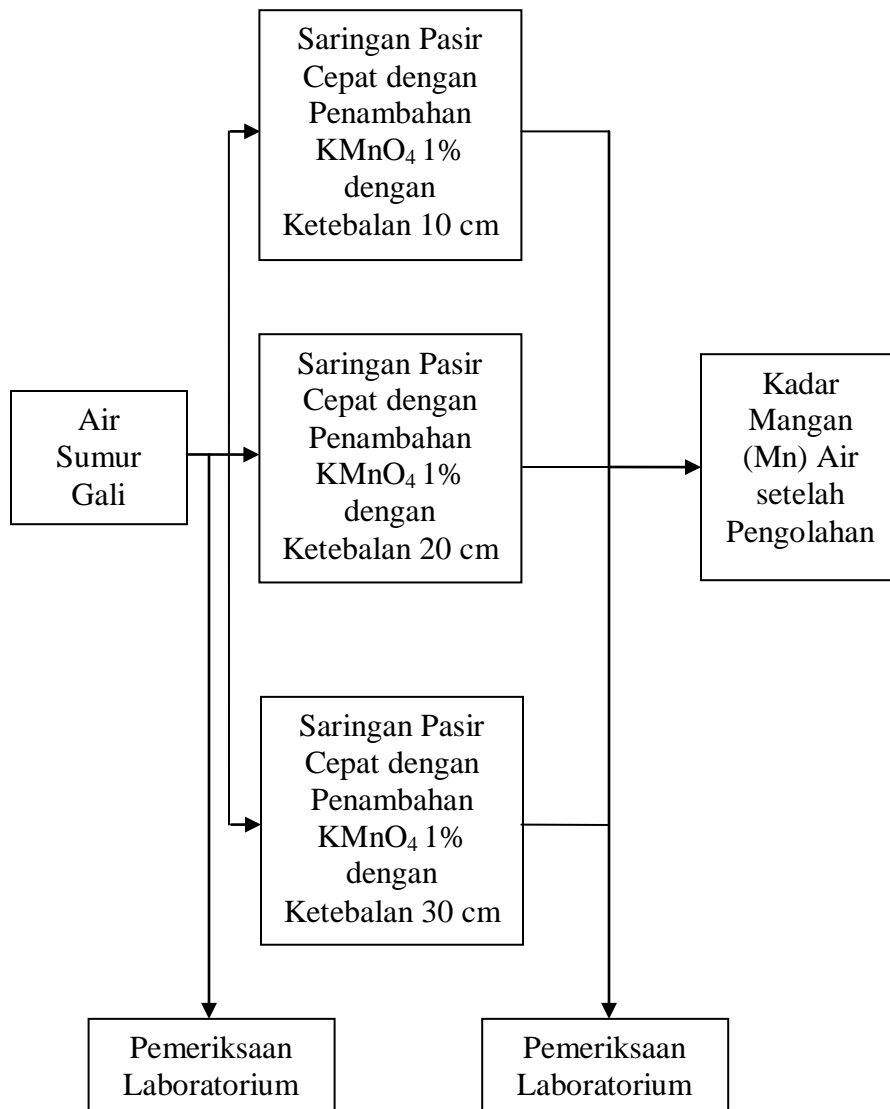 Saringan Pasir
Cepat dengan
Penambahan
KMnO₄ 1%
dengan
Ketebalan 10 cm
Air
Sumur
Gali
Saringan Pasir
Cepat dengan
Penambahan
KMnO₄ 1%
dengan
Ketebalan 20 cm
Kadar
Mangan
(Mn) Air
setelah
Pengolahan
Saringan Pasir
Cepat dengan
Penambahan
KMnO₄ 1%
dengan
Ketebalan 30 cm
Pemeriksaan
Laboratorium
Pemeriksaan
Laboratorium